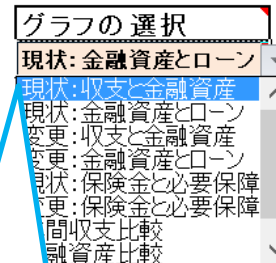 グラフの選択
現状:金融資産とローン
現状:収支と金融資産
現状:金融資産とローン
変更:収支と金融資産
変更:金融資産とローン
現状:保険金と必要保障
変更:保険金と必要保障
間収支比較
融資産比較